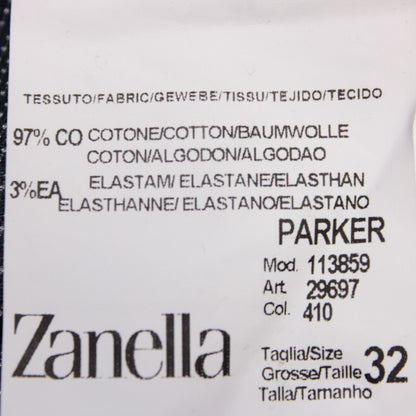 TESSUTO/FABRIC/GEWEBE/TISSU/TEJIDO/TECIDO
97% CO COTONE/COTTON/BAUMWOLLE
COTON/ALGODON/ALGODAO
3%EA ELASTAM/ ELASTANE/ELASTHAN
ELASTHANNE/ ELASTANO/ELASTANO
PARKER
Mod. 113859
Art. 29697
Col. 410
Zanella
Taglia/Size
Grosse/Taille 32
Talla/Tamanho